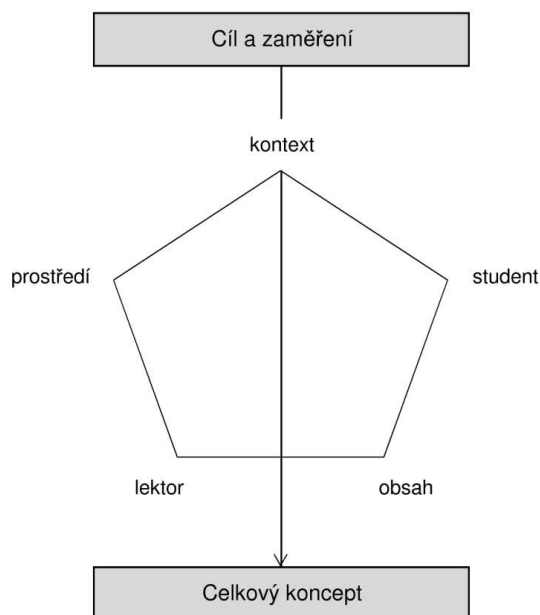 Cíl a zaměření
kontext
prostředí
student
lektor
obsah
Celkový koncept